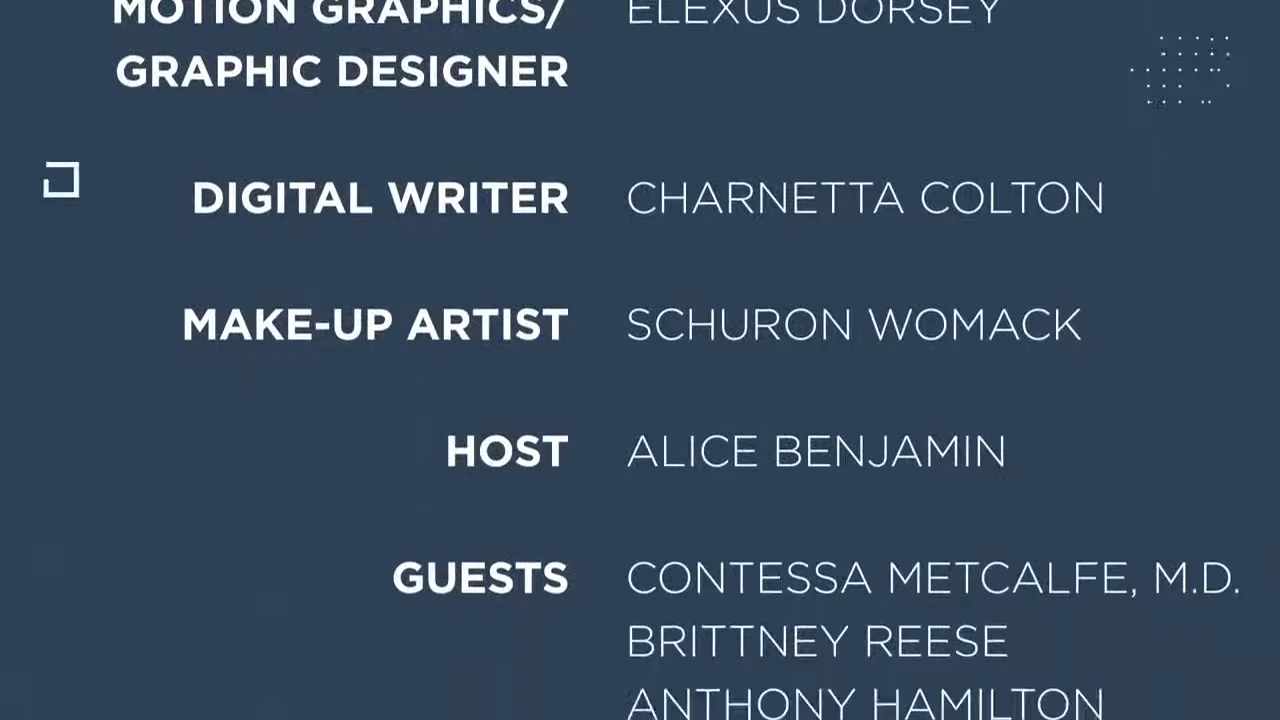 MOTION GRAPHICS/ ELEXUS DORSEY
GRAPHIC DESIGNER
DIGITAL WRITER CHARNETTA COLTON
MAKE-UP ARTIST SCHURON WOMACK
HOST ALICE BENJAMIN
GUESTS CONTESSA METCALFE, M.D.
BRITTNEY REESE
ANTHONY HAMILTON